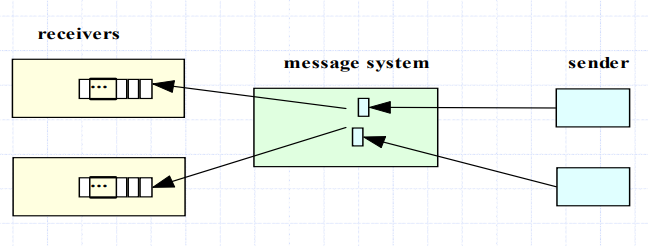 receivers
message system
sender
...
...